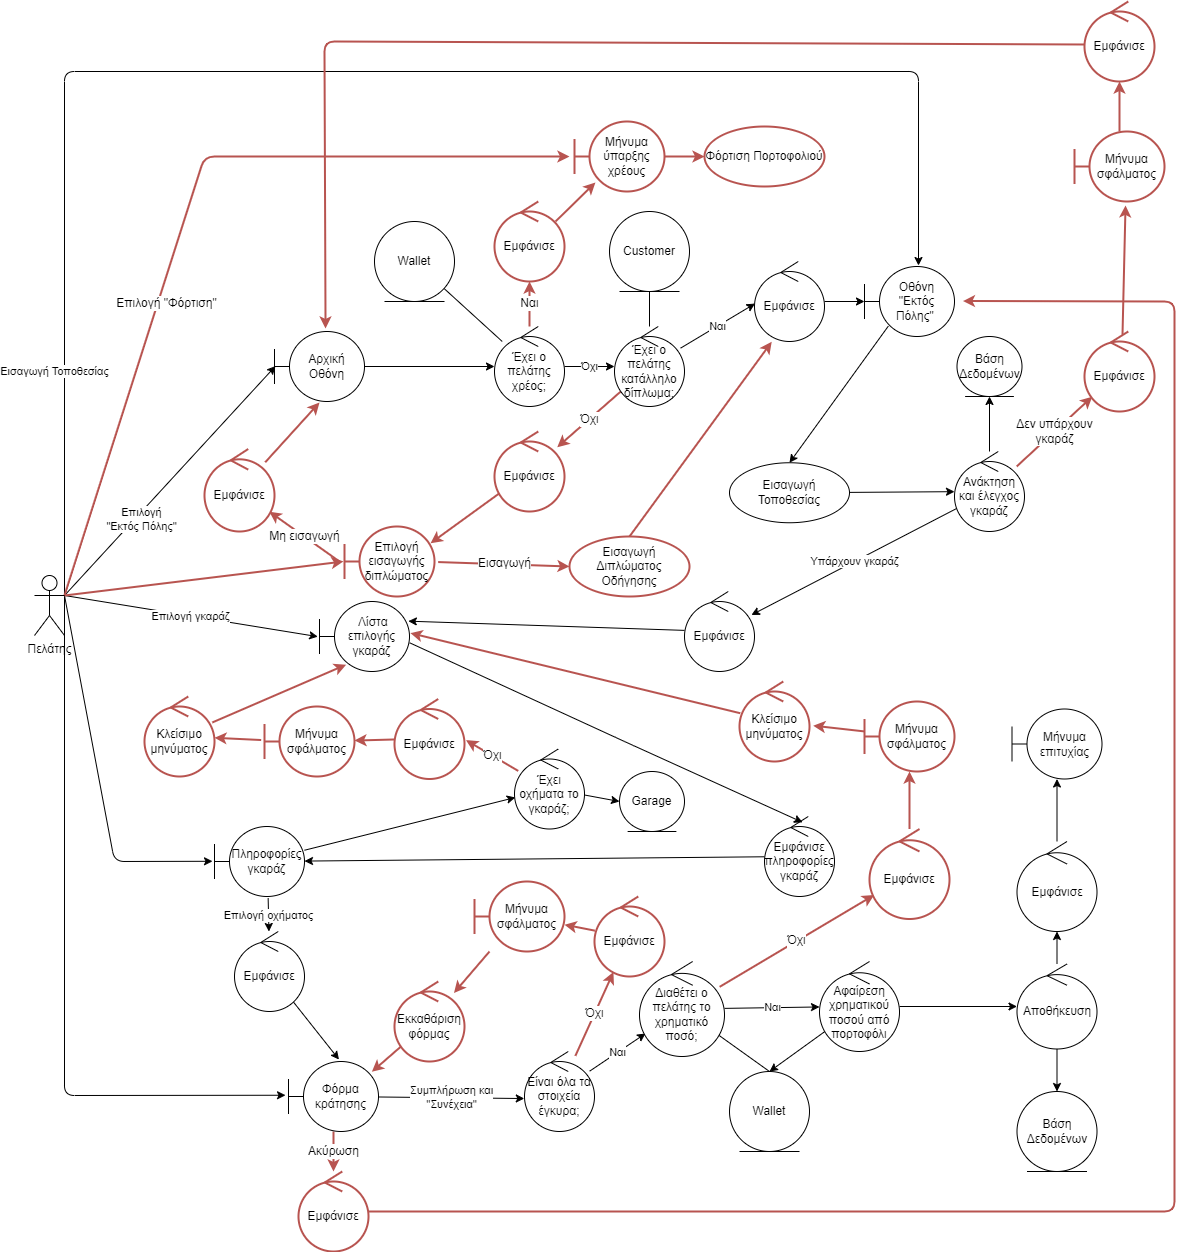 Εμφάνισε
Μήνυμα
σφάλματος
Μήνυμα
ύπαρξης
χρέους
Φόρτιση Πορτοφολιού
Εμφάνισε
Wallet
Customer
Επιλογή "Φόρτιση"
Ναι
Εμφάνισε
Οθόνη
"Εκτός
Πόλης"
Ναι
Αρχική
Οθόνη
Έχει ο
πελάτης
χρέος;
Όχι
Έχει ο
πελάτης
κατάλληλο
δίπλωμα;
Βάση
Δεδομένων
Εμφάνισε
Εισαγωγή Τοποθεσίας
Όχι
Δεν υπάρχουν
γκαράζ
Εμφάνισε
Εμφάνισε
Εισαγωγή
Τοποθεσίας
Ανάκτηση
και έλεγχος
γκαράζ
Επιλογή
"Εκτός Πόλης"
Μη εισαγωγή
Επιλογή
εισαγωγής
διπλώματος
Εισαγωγή
Εισαγωγή
Διπλώματος
Οδήγησης
Υπάρχουν γκαράζ
Πελάτης
Επιλογή γκαράζ
Λίστα
επιλογής
γκαράζ
Εμφάνισε
Κλείσιμο
μηνύματος
Μήνυμα
σφάλματος
Εμφάνισε
Όχι
Κλείσιμο
μηνύματος
Μήνυμα
σφάλματος
Μήνυμα
επιτυχίας
Έχει
οχήματα το
γκαράζ;
Garage
Πληροφορίες
γκαράζ
Εμφάνισε
πληροφορίες
γκαράζ
Εμφάνισε
Εμφάνισε
Επιλογή οχήματος
Μήνυμα
σφάλματος
Εμφάνισε
Όχι
Εμφάνισε
Εκκαθάριση
φόρμας
Όχι
Διαθέτει ο
πελάτης το
χρηματικό
ποσό;
Ναι
Αφαίρεση
χρηματικού
ποσού από
πορτοφόλι
Αποθήκευση
Ναι
Φόρμα
κράτησης
Συμπλήρωση και
"Συνέχεια"
Είναι όλα τα
στοιχεία
έγκυρα;
Wallet
Βάση
Δεδομένων
Ακύρωση
Εμφάνισε